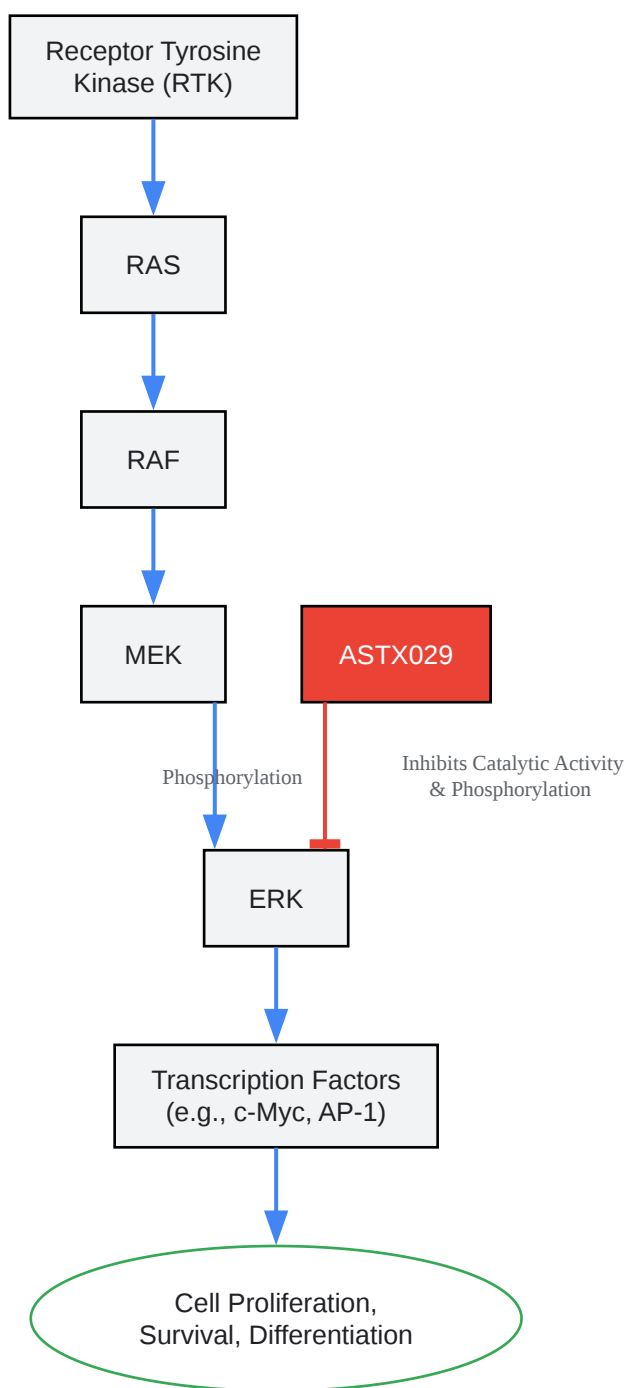 Receptor Tyrosine
Kinase (RTK)
RAS
RAF
MEK
ASTX029
Phosphorylation
Inhibits Catalytic Activity
& Phosphorylation
ERK
Transcription Factors
(e.g., c-Myc, AP-1)
Cell Proliferation,
Survival, Differentiation